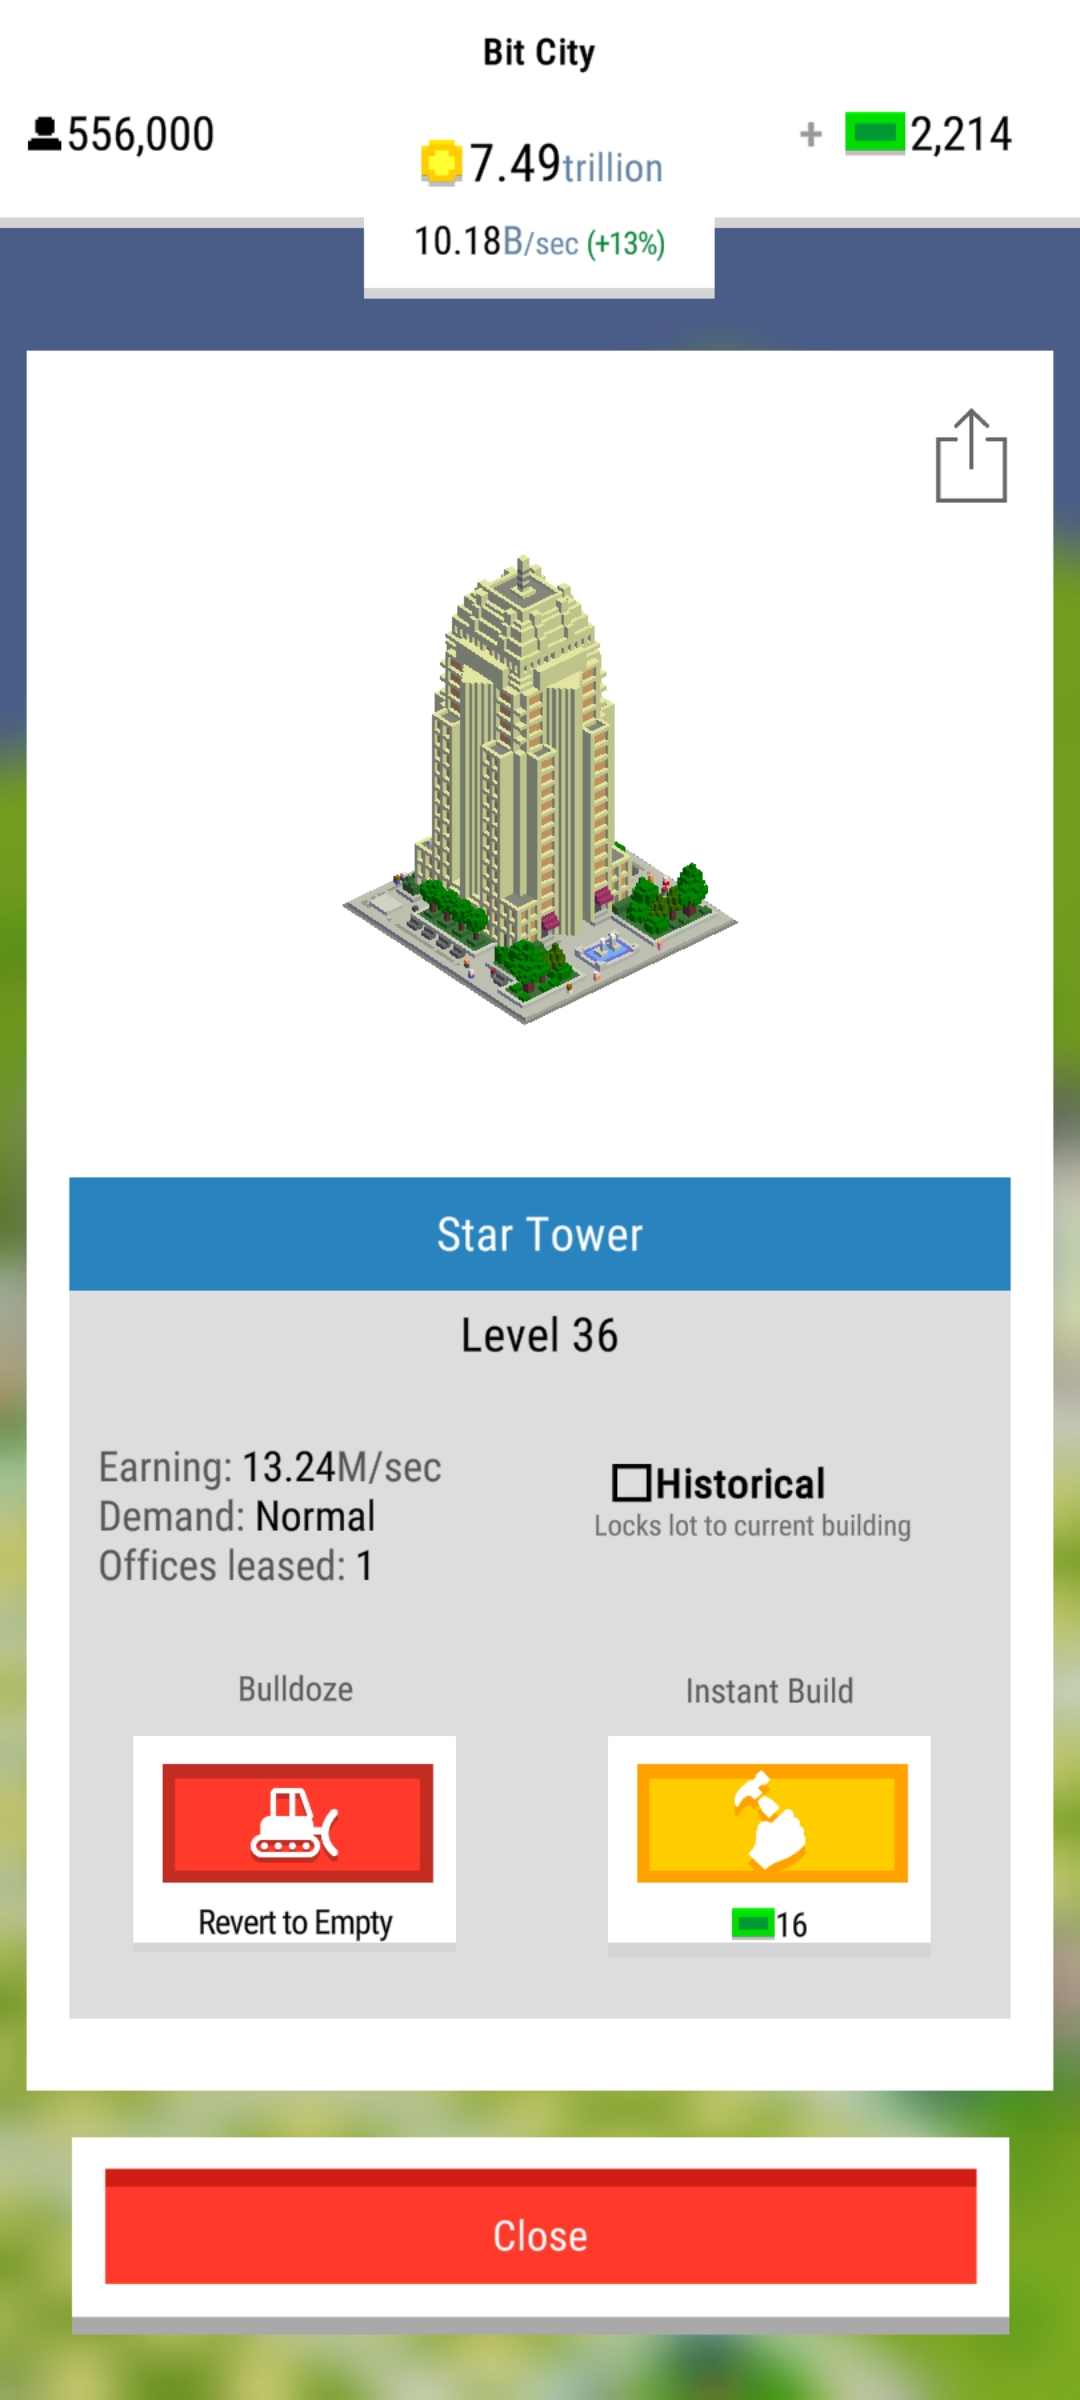 Bit City
556,000
+ 2,214
7.49trillion
10.18B/sec (+13%)
Star Tower
Level 36
Earning: 13.24M/sec
Demand: Normal
Offices leased: 1
Historical
Locks lot to current building
Bulldoze
Instant Build
Revert to Empty
16
Close